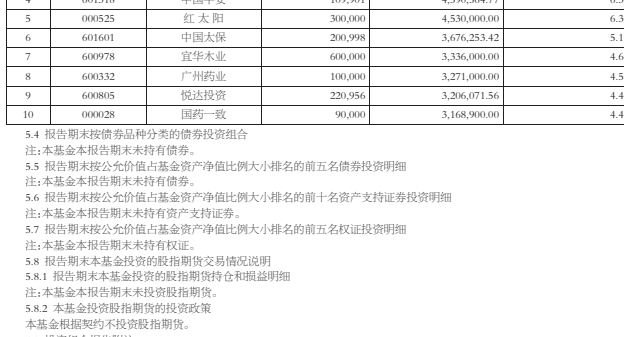 5 000525 红 太 阳 300,000 4,530,000.00
6 601601 中国太保 200,998 3,676,253.42
7 600978 宜华木业 600,000 3,336,000.00
8 600332 广州药业 100,000 3,271,000.00
9 600805 悦达投资 220,956 3,206,071.56
10 000028 国药一致 90,000 3,168,900.00
5.4 报告期末按债券品种分类的债券投资组合
注:本基金本报告期末未持有债券。
5.5 报告期末按公允价值占基金资产净值比例大小排名的前五名债券投资明细
注:本基金本报告期末未持有债券。
5.6 报告期末按公允价值占基金资产净值比例大小排名的前十名资产支持证券投资明细
注:本基金本报告期末未持有资产支持证券。
5.7 报告期末按公允价值占基金资产净值比例大小排名的前五名权证投资明细
注:本基金本报告期末未持有权证。
5.8 报告期末本基金投资的股指期货交易情况说明
5.8.1 报告期末本基金投资的股指期货持仓和损益明细
注:本基金本报告期末未投资股指期货。
5.8.2 本基金投资股指期货的投资政策
本基金根据契约不投资股指期货。